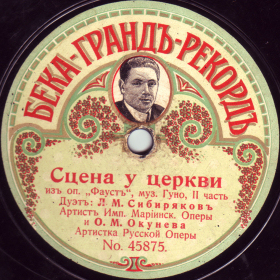 БЕКА-ГРАНДЪ-РЕКОРДЪ
Сцена у церкви
изъ оп. „Фаустъ", муз. Гуно, II часть
Дуэтъ: Л. М. Сибиряковъ
Артистъ Имп. Маріинск. Оперы
и О. М. Окунева
Артистка Русской Оперы
No. 45875.